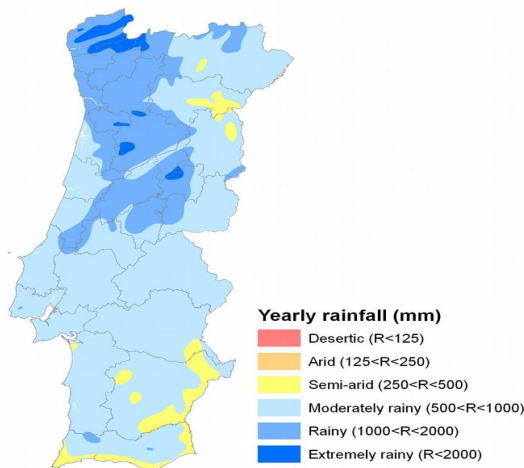 Yearly rainfall (mm)
Desertic (R<125)
Arid (125<R<250)
Semi-arid (250<R<500)
Moderately rainy (500<R<1000)
Rainy (1000<R<2000)
Extremely rainy (R<2000)